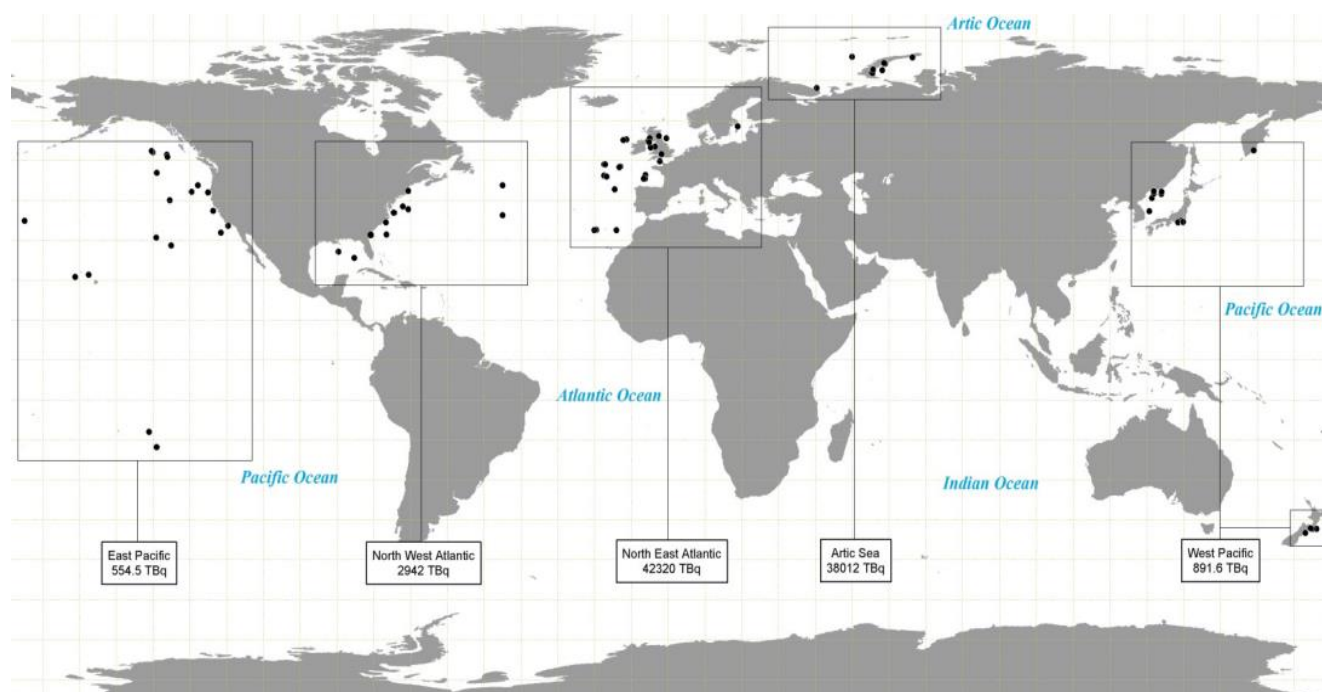 Artic Ocean
Pacific Ocean
Atlantic Ocean
Pacific Ocean
Indian Ocean
East Pacific
554.5 TBq
North West Atlantic
2942 TBq
North East Atlantic
42320 TBq
Artic Sea
38012 TBq
West Pacific
891.6 TBq